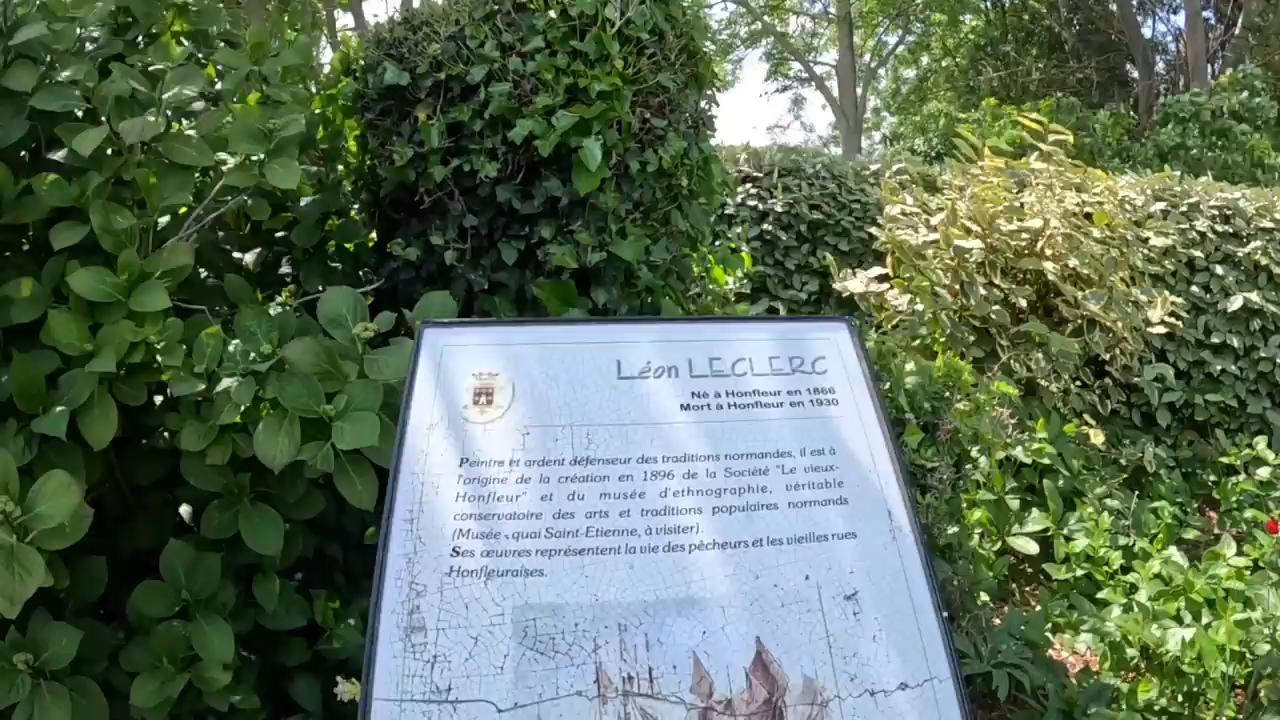 Léon LECLERC
Né à Honfleur en 1866
Mort à Honfleur en 1930
Peintre et ardent défenseur des traditions normandes, il est à
l'origine de la création en 1896 de la Société "Le vieux-
Honfleur" et du musée d'ethnographie, véritable
conservatoire des arts et traditions populaires normands
(Musée quai Saint-Etienne, à visiter).
Ses œuvres représentent la vie des pêcheurs et les vieilles rues
Honfleuraises.